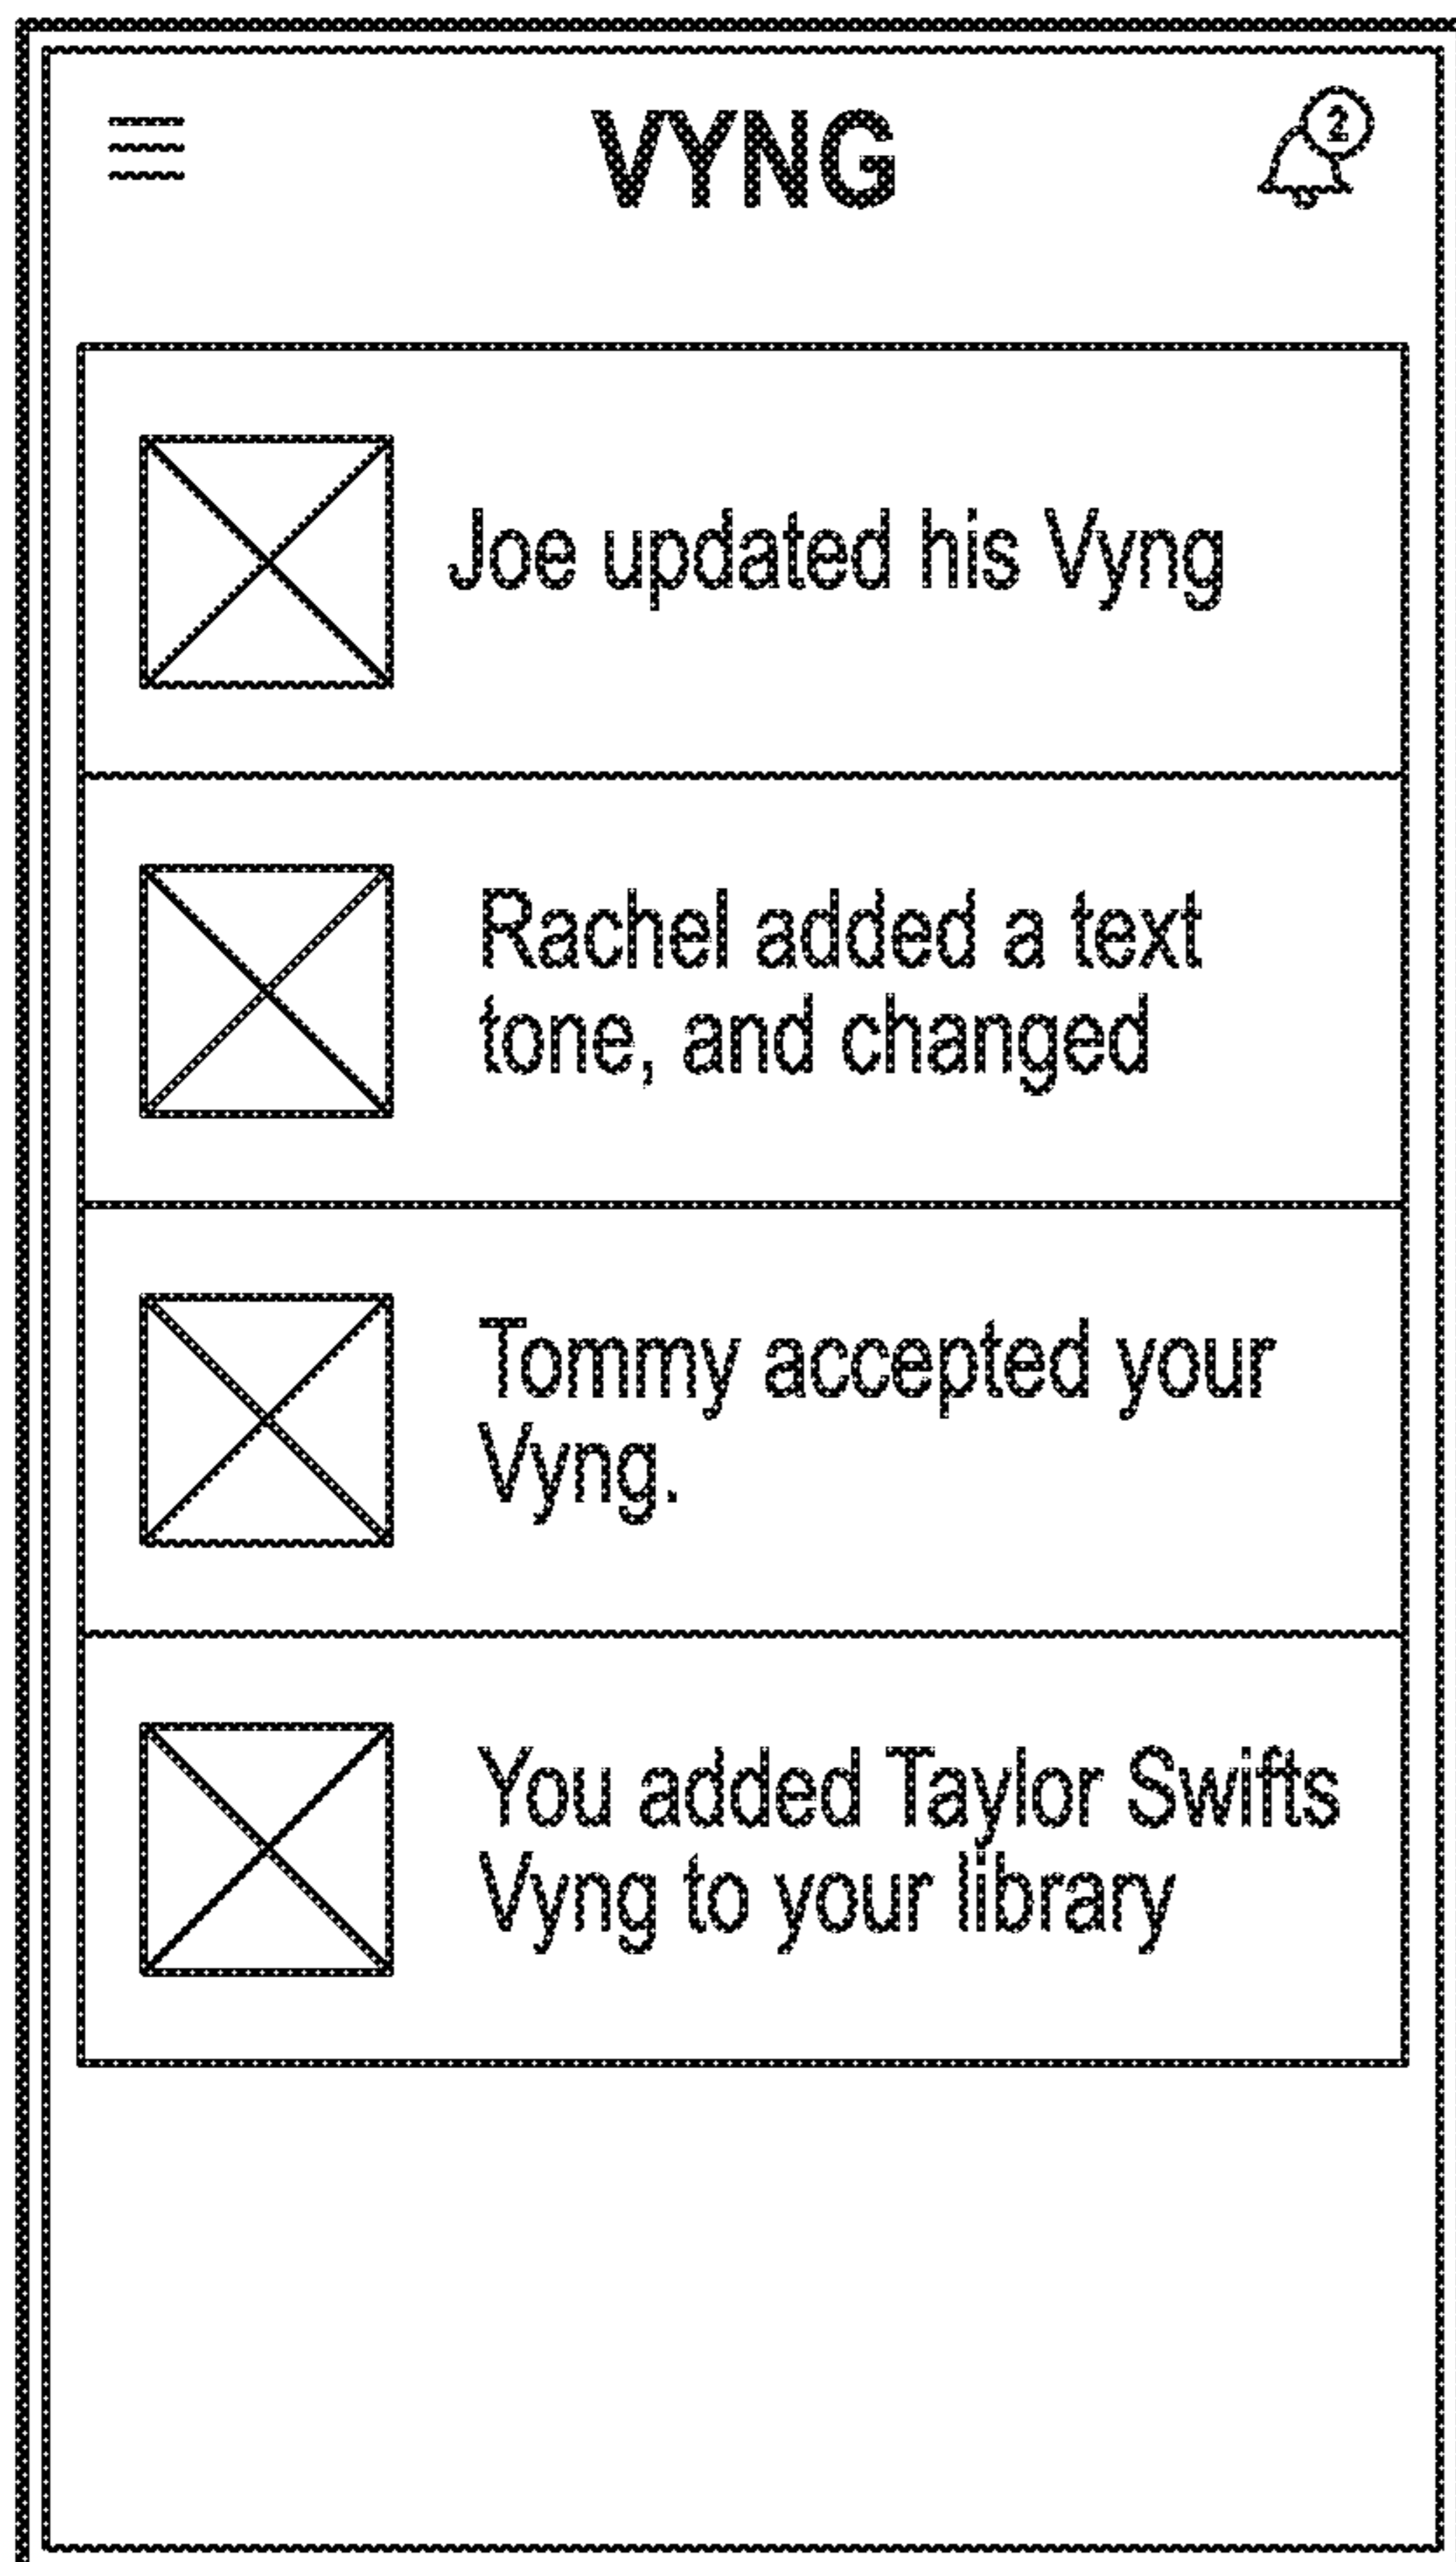 VYNG
2
Joe updated his Vyng
Rachel added a text
tone, and changed
Tommy accepted your
Vyng.
You added Taylor Swifts
Vyng to your library